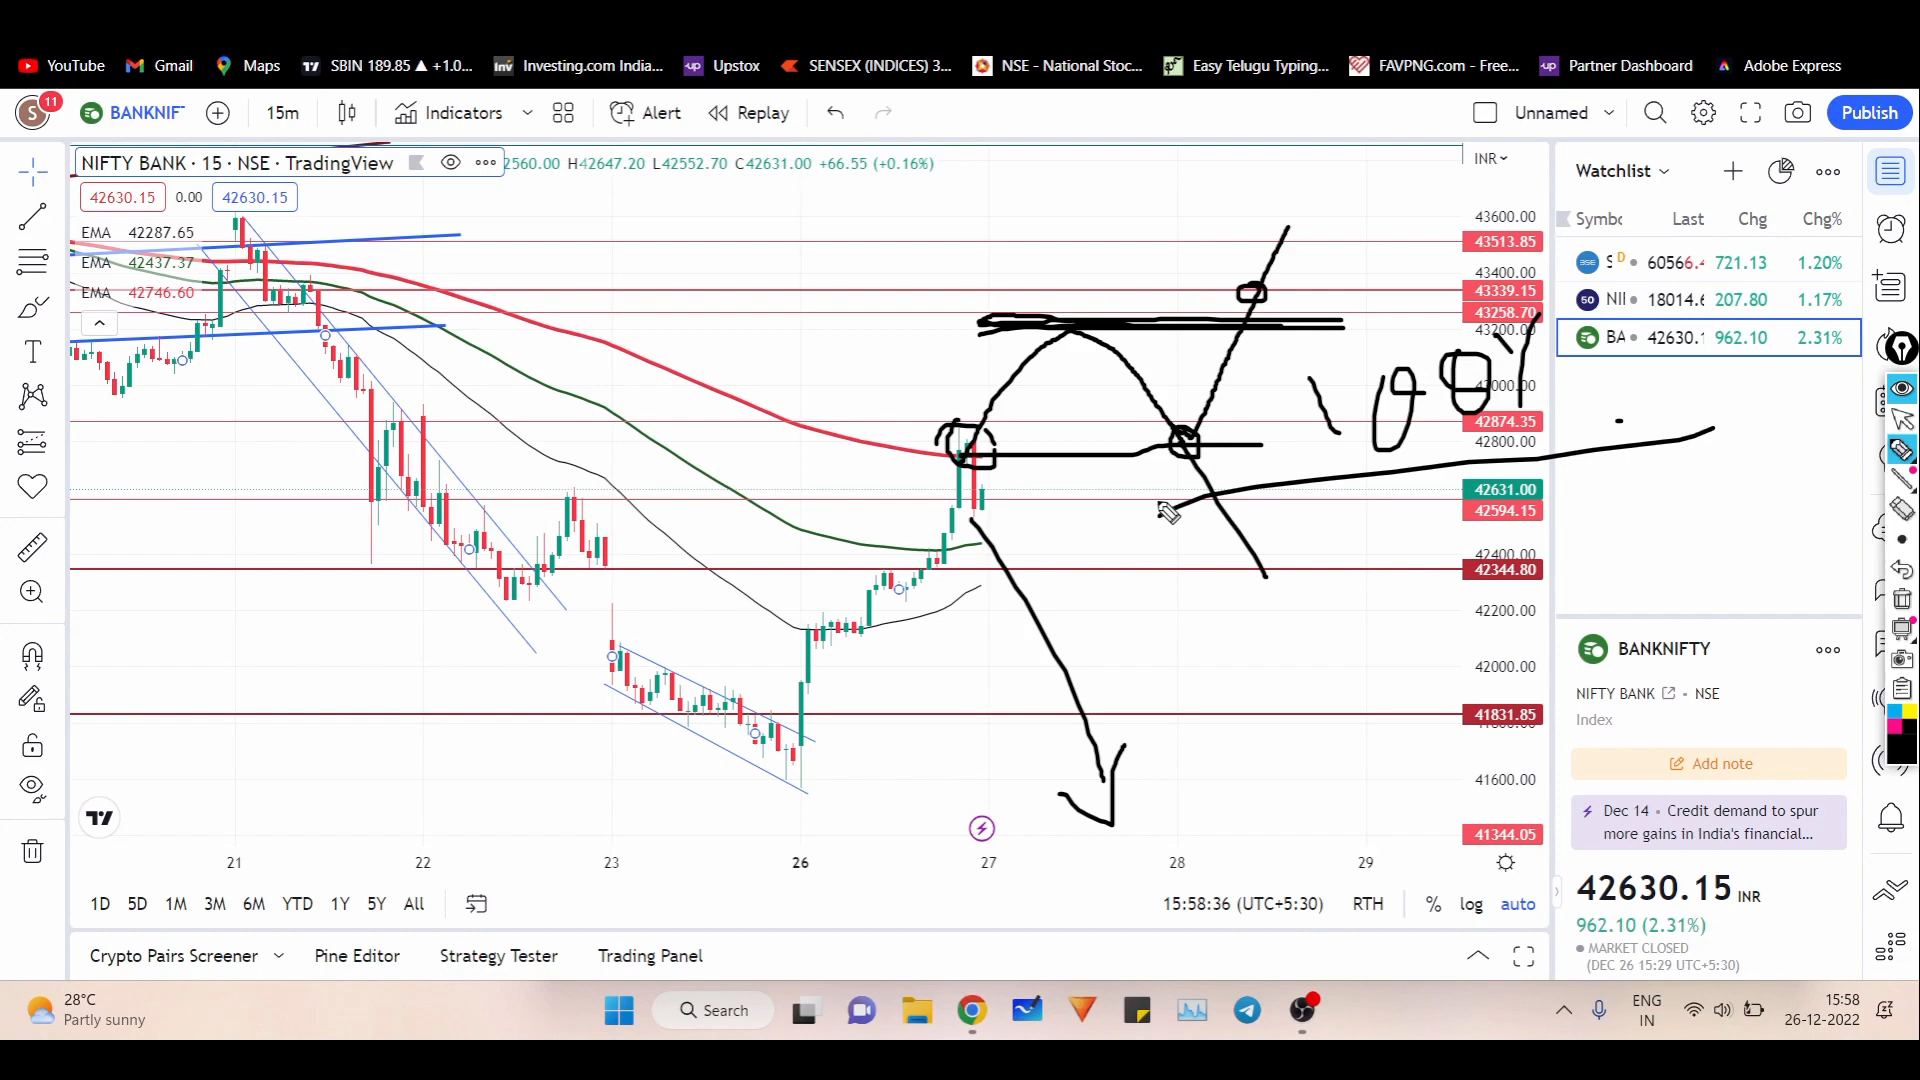 YouTube Gmail Maps SBIN 189.85 ▲ +1.0... Investing.com India... Upstox SENSEX (INDICES) 3... NSE - National Stoc... Easy Telugu Typing... FAVPNG.com - Free... Partner Dashboard Adobe Express
S 11 BANKNIF 15m Indicators Alert Replay Unnamed Publish
NIFTY BANK · 15 · NSE · TradingView 2560.00 H42647.20 L42552.70 C42631.00 +66.55 (+0.16%) INR
42630.15 0.00 42630.15
EMA 42287.65
EMA 42437.37
EMA 42746.60
43600.00
43513.85
43400.00
43339.15
43258.70
43200.00
43000.00
42874.35
42800.00
42631.00
42594.15
42400.00
42344.80
42200.00
42000.00
41831.85
41600.00
41344.05
21 22 23 26 27 28 29
1D 5D 1M 3M 6M YTD 1Y 5Y All 15:58:36 (UTC+5:30) RTH % log auto
Crypto Pairs Screener Pine Editor Strategy Tester Trading Panel
Watchlist
Symbo Last Chg Chg%
D 60566.4 721.13 1.20%
50 NII 18014.6 207.80 1.17%
BA 42630.1 962.10 2.31%
BANKNIFTY
NIFTY BANK NSE
Index
Add note
Dec 14 • Credit demand to spur
more gains in India's financial...
42630.15 INR
962.10 (2.31%)
MARKET CLOSED
(DEC 26 15:29 UTC+5:30)
28°C
Partly sunny
Search
ENG
IN
15:58
26-12-2022